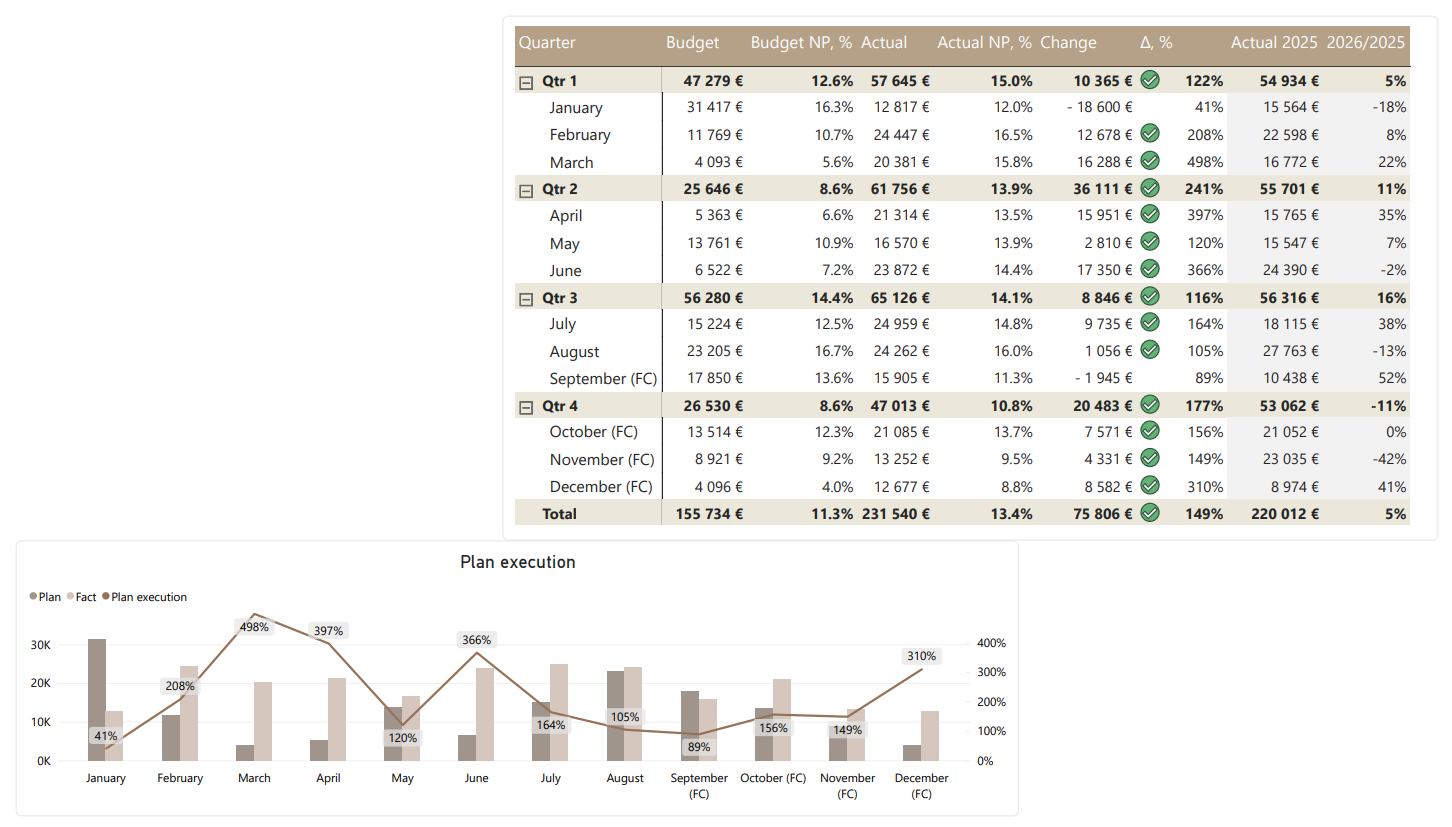 Quarter Budget Budget NP, % Actual Actual NP, % Change Δ, % Actual 2025 2026/2025
Qtr 1 47 279 € 12.6% 57 645 € 15.0% 10 365 € 122% 54 934 € 5%
January 31 417 € 16.3% 12 817 € 12.0% - 18 600 € 41% 15 564 € -18%
February 11 769 € 10.7% 24 447 € 16.5% 12 678 € 208% 22 598 € 8%
March 4 093 € 5.6% 20 381 € 15.8% 16 288 € 498% 16 772 € 22%
Qtr 2 25 646 € 8.6% 61 756 € 13.9% 36 111 € 241% 55 701 € 11%
April 5 363 € 6.6% 21 314 € 13.5% 15 951 € 397% 15 765 € 35%
May 13 761 € 10.9% 16 570 € 13.9% 2 810 € 120% 15 547 € 7%
June 6 522 € 7.2% 23 872 € 14.4% 17 350 € 366% 24 390 € -2%
Qtr 3 56 280 € 14.4% 65 126 € 14.1% 8 846 € 116% 56 316 € 16%
July 15 224 € 12.5% 24 959 € 14.8% 9 735 € 164% 18 115 € 38%
August 23 205 € 16.7% 24 262 € 16.0% 1 056 € 105% 27 763 € -13%
September (FC) 17 850 € 13.6% 15 905 € 11.3% - 1 945 € 89% 10 438 € 52%
Qtr 4 26 530 € 8.6% 47 013 € 10.8% 20 483 € 177% 53 062 € -11%
October (FC) 13 514 € 12.3% 21 085 € 13.7% 7 571 € 156% 21 052 € 0%
November (FC) 8 921 € 9.2% 13 252 € 9.5% 4 331 € 149% 23 035 € -42%
December (FC) 4 096 € 4.0% 12 677 € 8.8% 8 582 € 310% 8 974 € 41%
Total 155 734 € 11.3% 231 540 € 13.4% 75 806 € 149% 220 012 € 5%
Plan execution
Plan Fact Plan execution
30K
20K
10K
0K
41% 208% 498% 397% 120% 366% 164% 105% 89% 156% 149% 310%
400%
300%
200%
100%
0%
January February March April May June July August September October (FC) November December
(FC) (FC) (FC)